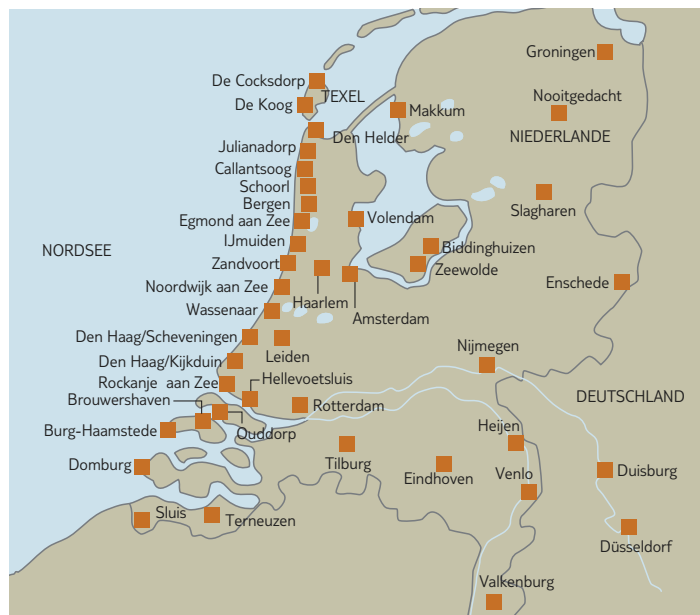 Groningen
De Cocksdorp
TEXEL
Nooitgedacht
De Koog
Makkum
Den Helder
NIEDERLANDE
Julianadorp
Callantsoog
Schoorl
Bergen
Slagharen
Egmond aan Zee
Volendam
IJmuiden
NORDSEE
Biddinghuizen
Zandvoort
Zeewolde
Noordwijk aan Zee
Enschede
Haarlem
Wassenaar
Amsterdam
Den Haag/Scheveningen
Leiden
Nijmegen
Den Haag/Kijkduin
Hellevoetsluis
Rockanje aan Zee
DEUTSCHLAND
Brouwershaven
Rotterdam
Burg-Haamstede
Ouddorp
Heijen
Tilburg
Domburg
Eindhoven
Venlo
Duisburg
Sluis
Terneuzen
Düsseldorf
Valkenburg